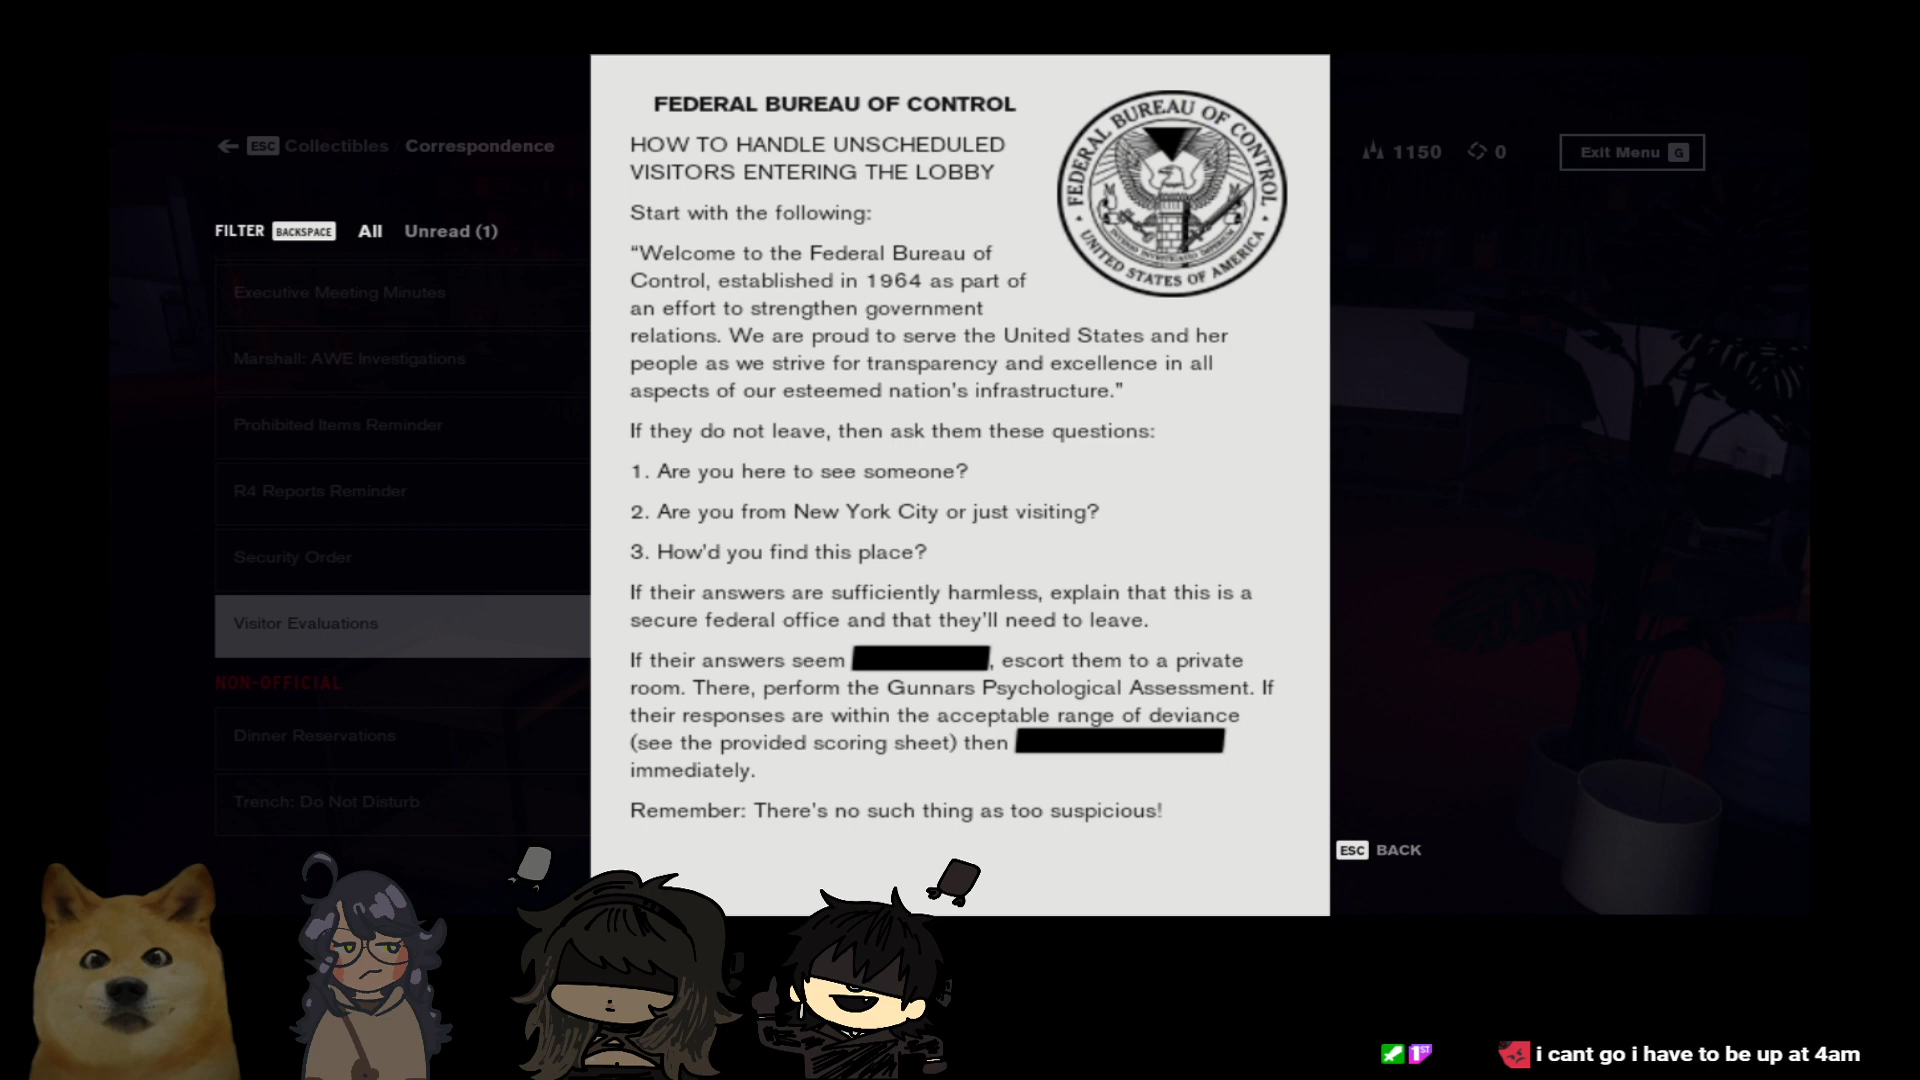 FEDERAL BUREAU OF CONTROL
HOW TO HANDLE UNSCHEDULED
VISITORS ENTERING THE LOBBY
Start with the following:
“Welcome to the Federal Bureau of
Control, established in 1964 as part of
an effort to strengthen government
relations. We are proud to serve the United States and her
people as we strive for transparency and excellence in all
aspects of our esteemed nation’s infrastructure.”
If they do not leave, then ask them these questions:
1. Are you here to see someone?
2. Are you from New York City or just visiting?
3. How’d you find this place?
If their answers are sufficiently harmless, explain that this is a
secure federal office and that they’ll need to leave.
If their answers seem , escort them to a private
room. There, perform the Gunnars Psychological Assessment. If
their responses are within the acceptable range of deviance
(see the provided scoring sheet) then
immediately.
Remember: There’s no such thing as too suspicious!
FEDERAL BUREAU OF CONTROL
UNITED STATES OF AMERICA
ESC Collectibles / Correspondence
FILTER BACKSPACE All Unread (1)
Executive Meeting Minutes
Marshall: AWE Investigations
Prohibited Items Reminder
R4 Reports Reminder
Security Order
Visitor Evaluations
NON-OFFICIAL
Dinner Reservations
Trench: Do Not Disturb
1150 0
Exit Menu G
ESC BACK
1ST i cant go i have to be up at 4am